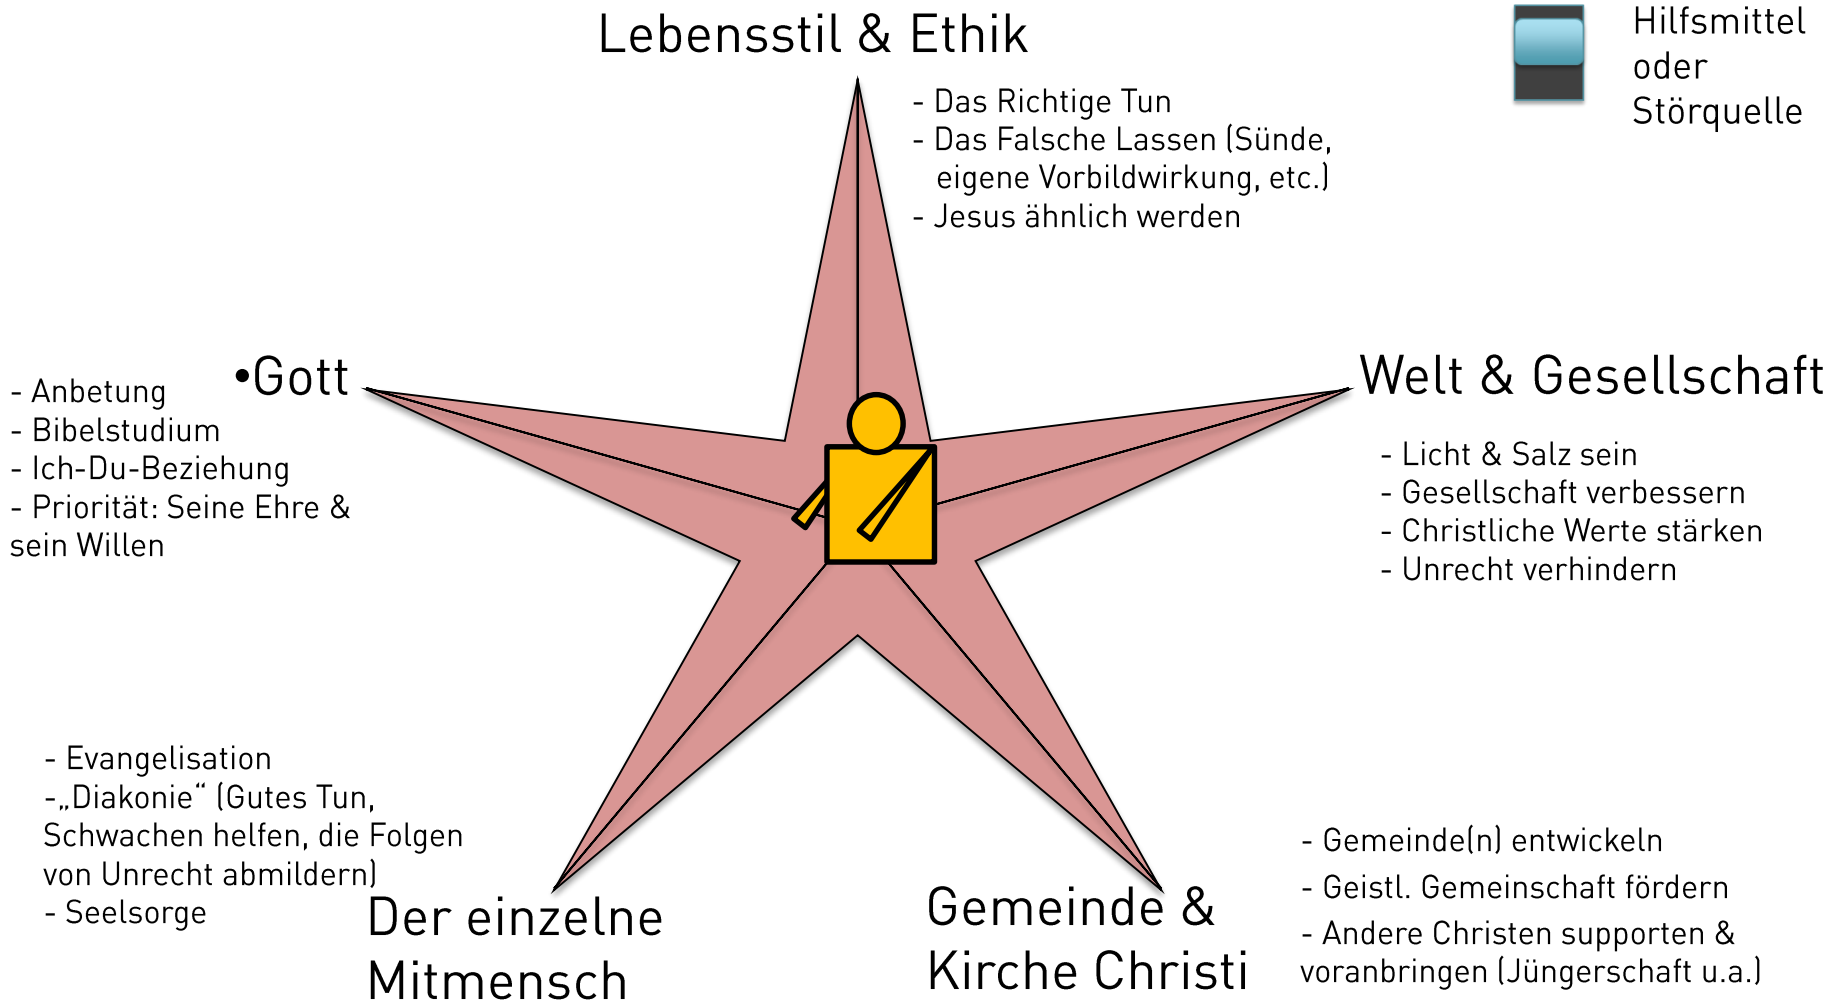 Lebensstil & Ethik
- Das Richtige Tun
- Das Falsche Lassen (Sünde,
eigene Vorbildwirkung, etc.)
- Jesus ähnlich werden
Hilfsmittel
oder
Störquelle
•Gott
- Anbetung
- Bibelstudium
- Ich-Du-Beziehung
- Priorität: Seine Ehre &
sein Willen
Welt & Gesellschaft
- Licht & Salz sein
- Gesellschaft verbessern
- Christliche Werte stärken
- Unrecht verhindern
- Evangelisation
-„Diakonie“ (Gutes Tun,
Schwachen helfen, die Folgen
von Unrecht abmildern)
- Seelsorge
Der einzelne
Mitmensch
Gemeinde &
Kirche Christi
- Gemeinde(n) entwickeln
- Geistl. Gemeinschaft fördern
- Andere Christen supporten &
voranbringen (Jüngerschaft u.a.)